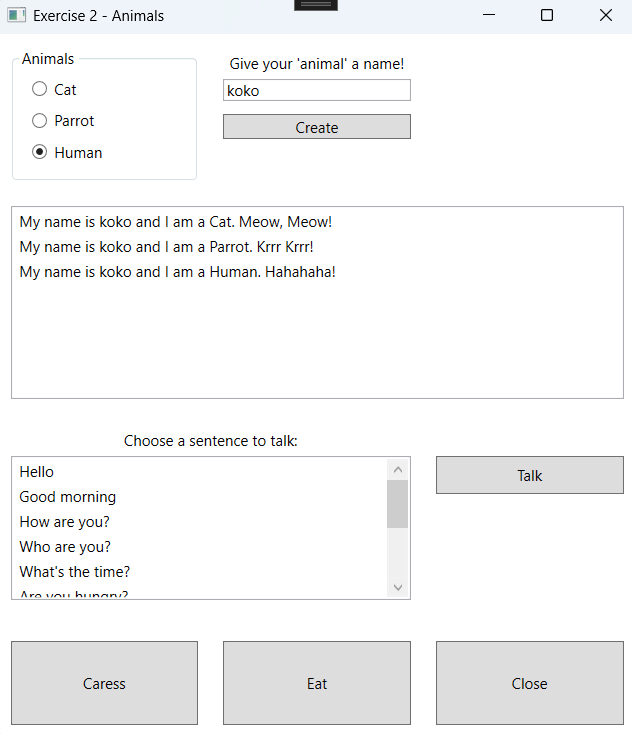 Exercise 2 - Animals
Animals
Cat
Parrot
Human
Give your 'animal' a name!
koko
Create
My name is koko and I am a Cat. Meow, Meow!
My name is koko and I am a Parrot. Krrr Krrr!
My name is koko and I am a Human. Hahahaha!
Choose a sentence to talk:
Hello
Good morning
How are you?
Who are you?
What's the time?
Are you hungry?
Talk
Caress
Eat
Close